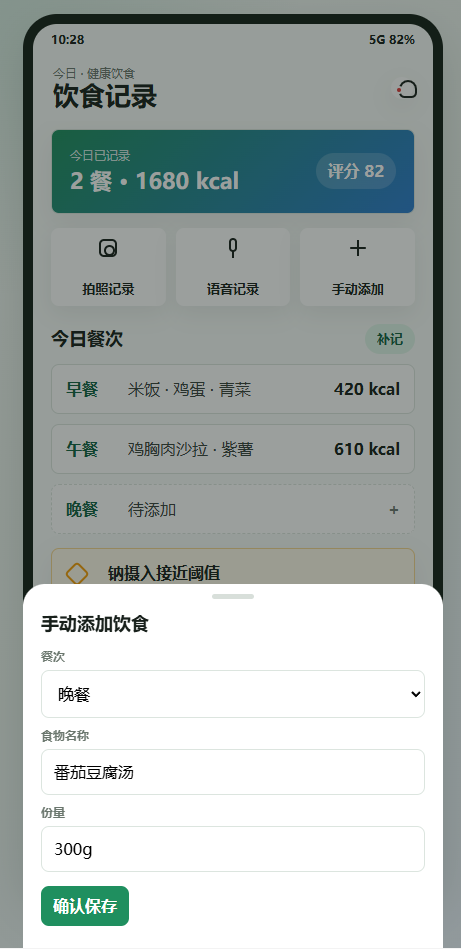 10:28 5G 82%
今日 · 健康饮食
饮食记录
今日已记录
2 餐 • 1680 kcal
评分 82
拍照记录 语音记录 手动添加
今日餐次 补记
早餐 米饭 · 鸡蛋 · 青菜 420 kcal
午餐 鸡胸肉沙拉 · 紫薯 610 kcal
晚餐 待添加 +
钠摄入接近阈值
手动添加饮食
餐次
晚餐
食物名称
番茄豆腐汤
份量
300g
确认保存